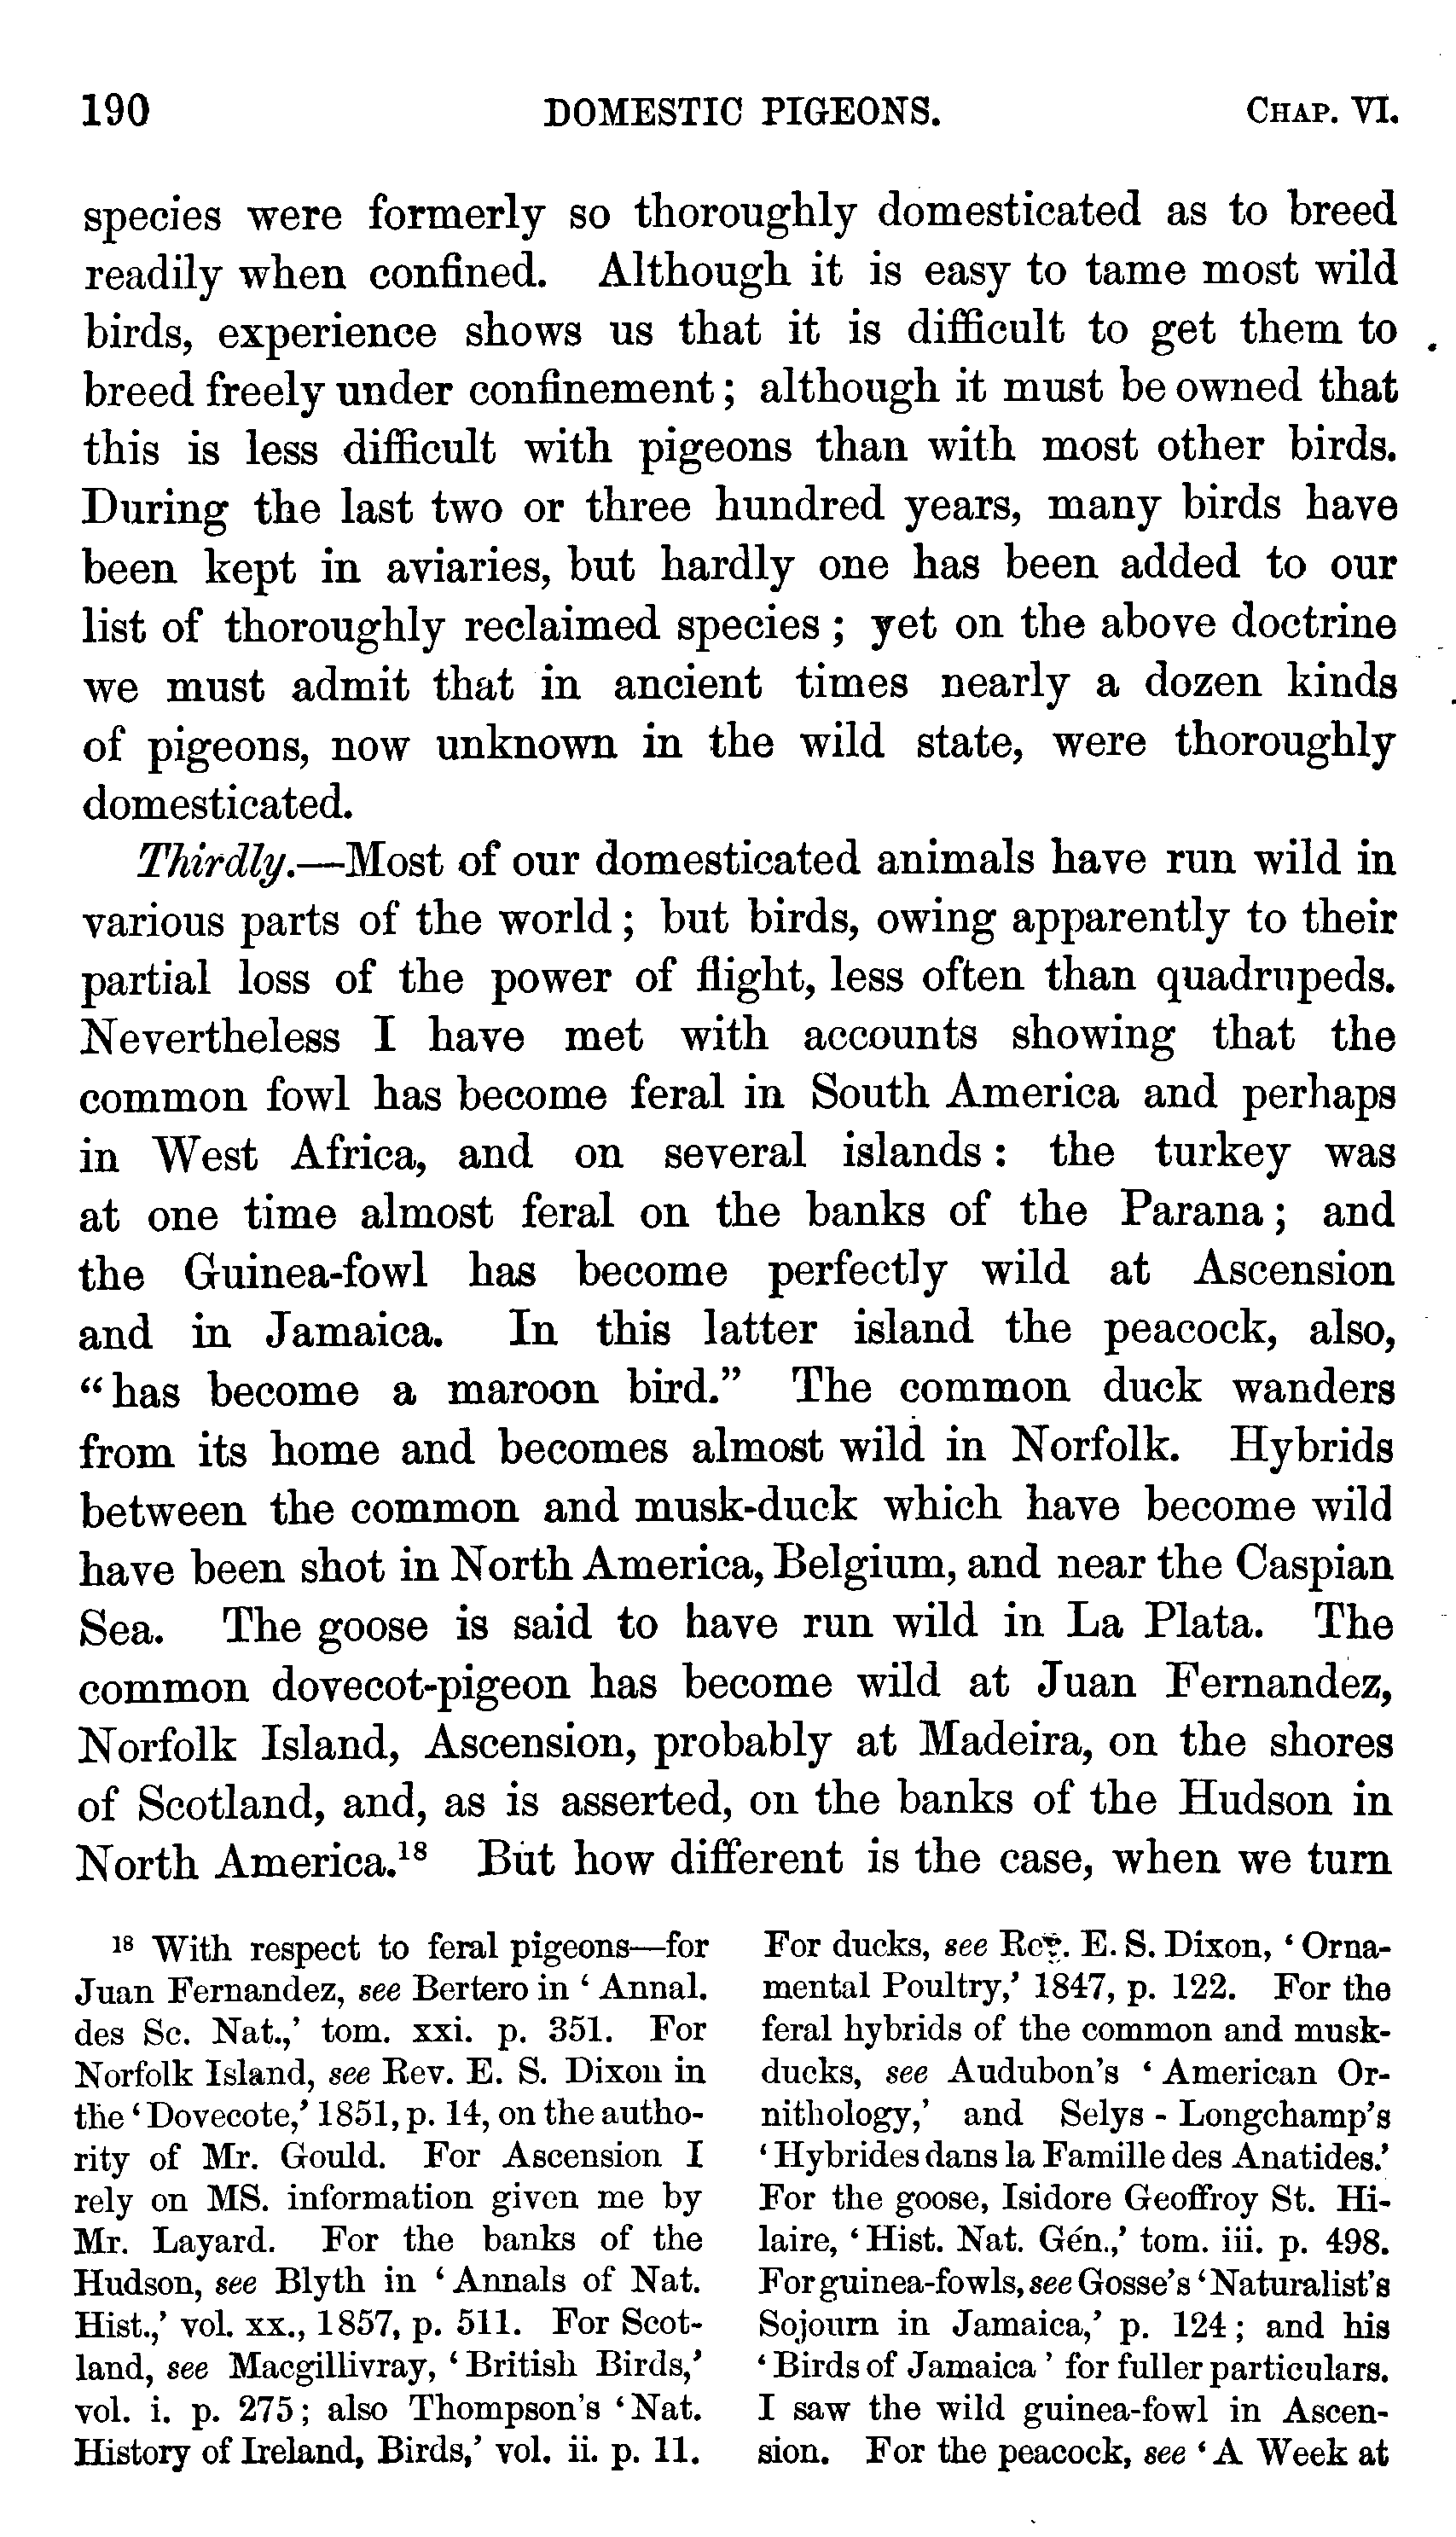 190 DOMESTIC PIGEONS. CHAP. VI.
species were formerly so thoroughly domesticated as to breed
readily when confined. Although it is easy to tame most wild
birds, experience shows us that it is difficult to get them to
breed freely under confinement; although it must be owned that
this is less difficult with pigeons than with most other birds.
During the last two or three hundred years, many birds have
been kept in aviaries, but hardly one has been added to our
list of thoroughly reclaimed species; yet on the above doctrine
we must admit that in ancient times nearly a dozen kinds
of pigeons, now unknown in the wild state, were thoroughly
domesticated.
Thirdly.—Most of our domesticated animals have run wild in
various parts of the world; but birds, owing apparently to their
partial loss of the power of flight, less often than quadrupeds.
Nevertheless I have met with accounts showing that the
common fowl has become feral in South America and perhaps
in West Africa, and on several islands: the turkey was
at one time almost feral on the banks of the Parana; and
the Guinea-fowl has become perfectly wild at Ascension
and in Jamaica. In this latter island the peacock, also,
“has become a maroon bird.” The common duck wanders
from its home and becomes almost wild in Norfolk. Hybrids
between the common and musk-duck which have become wild
have been shot in North America, Belgium, and near the Caspian
Sea. The goose is said to have run wild in La Plata. The
common dovecot-pigeon has become wild at Juan Fernandez,
Norfolk Island, Ascension, probably at Madeira, on the shores
of Scotland, and, as is asserted, on the banks of the Hudson in
North America.¹⁸ But how different is the case, when we turn
¹⁸ With respect to feral pigeons—for
Juan Fernandez, see Bertero in ‘Annal.
des Sc. Nat.,’ tom. xxi. p. 351. For
Norfolk Island, see Rev. E. S. Dixon in
the ‘Dovecote,’ 1851, p. 14, on the autho-
rity of Mr. Gould. For Ascension I
rely on MS. information given me by
Mr. Layard. For the banks of the
Hudson, see Blyth in ‘Annals of Nat.
Hist.,’ vol. xx., 1857, p. 511. For Scot-
land, see Macgillivray, ‘British Birds,’
vol. i. p. 275; also Thompson's ‘Nat.
History of Ireland, Birds,’ vol. ii. p. 11.
For ducks, see Rev. E. S. Dixon, ‘Orna-
mental Poultry,’ 1847, p. 122. For the
feral hybrids of the common and musk-
ducks, see Audubon's ‘American Or-
nithology,’ and Selys-Longchamp's
‘Hybrides dans la Famille des Anatides.’
For the goose, Isidore Geoffroy St. Hi-
laire, ‘Hist. Nat. Gén.,’ tom. iii. p. 498.
For guinea-fowls, see Gosse's ‘Naturalist's
Sojourn in Jamaica,’ p. 124; and his
‘Birds of Jamaica’ for fuller particulars.
I saw the wild guinea-fowl in Ascen-
sion. For the peacock, see ‘A Week at